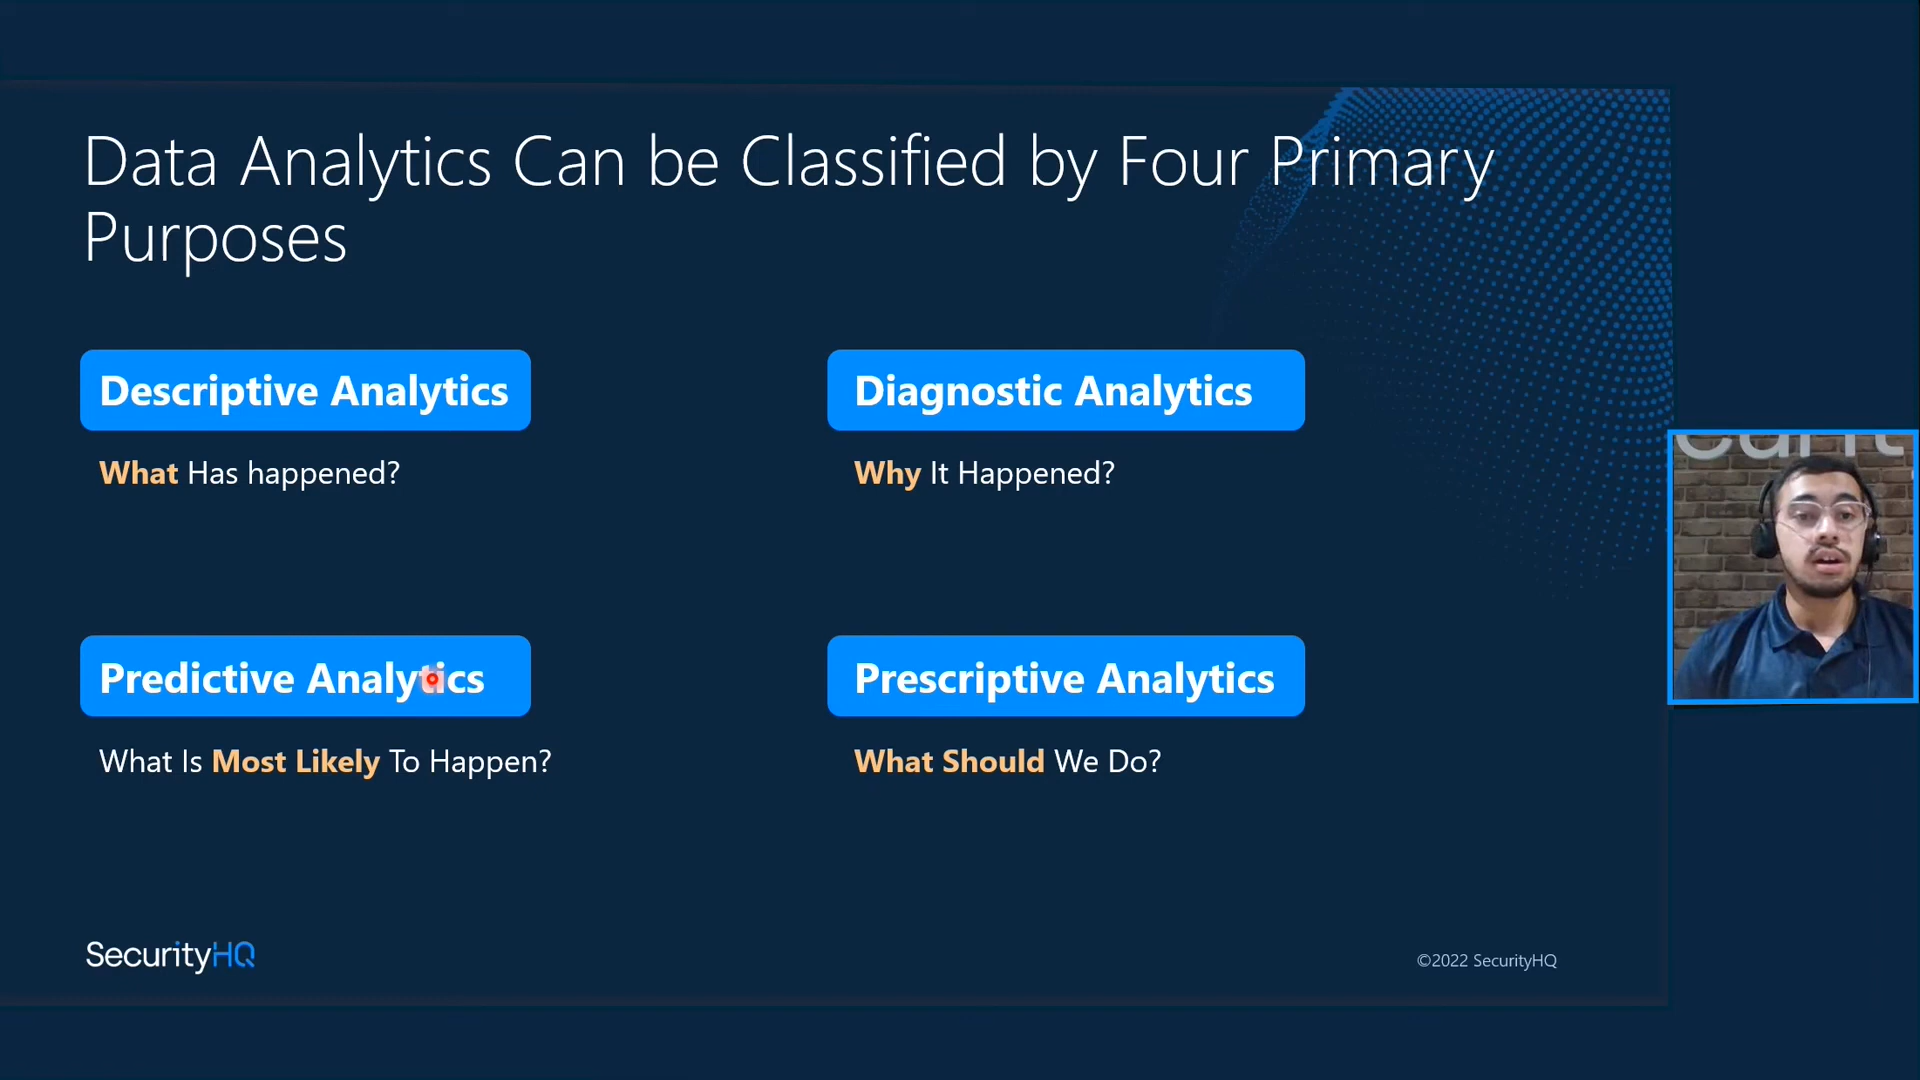 Data Analytics Can be Classified by Four Primary
Purposes
Descriptive Analytics
What Has happened?
Diagnostic Analytics
Why It Happened?
Predictive Analytics
What Is Most Likely To Happen?
Prescriptive Analytics
What Should We Do?
SecurityHQ
©2022 SecurityHQ